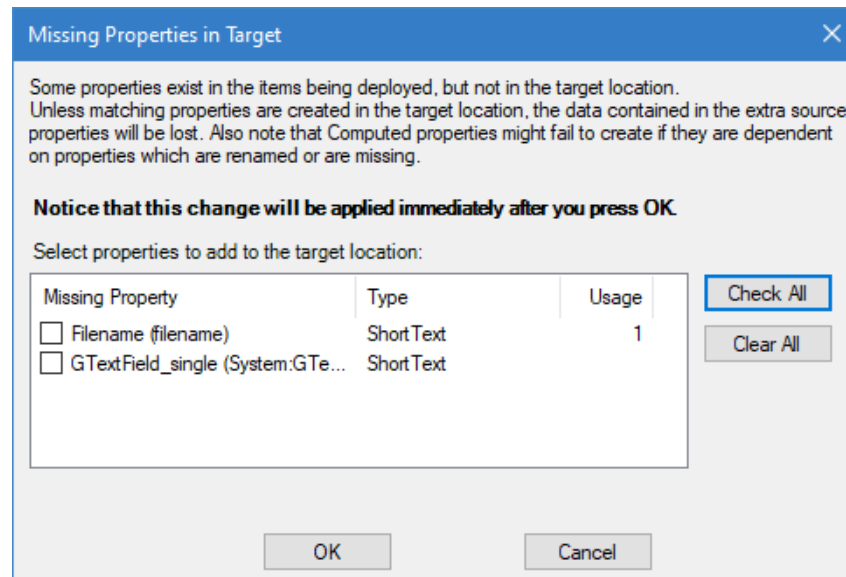 Missing Properties in Target
Some properties exist in the items being deployed, but not in the target location.
Unless matching properties are created in the target location, the data contained in the extra source
properties will be lost. Also note that Computed properties might fail to create if they are dependent
on properties which are renamed or are missing.
Notice that this change will be applied immediately after you press OK.
Select properties to add to the target location:
Missing Property Type Usage
Filename (filename) ShortText 1
GTextField_single (System:GTe... ShortText
Check All
Clear All
OK Cancel